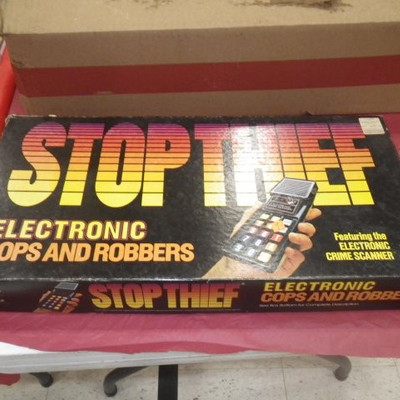 STOP THIEF
ELECTRONIC
COPS AND ROBBERS
Featuring the
ELECTRONIC
CRIME SCANNER
STOP THIEF
ELECTRONIC
COPS AND ROBBE